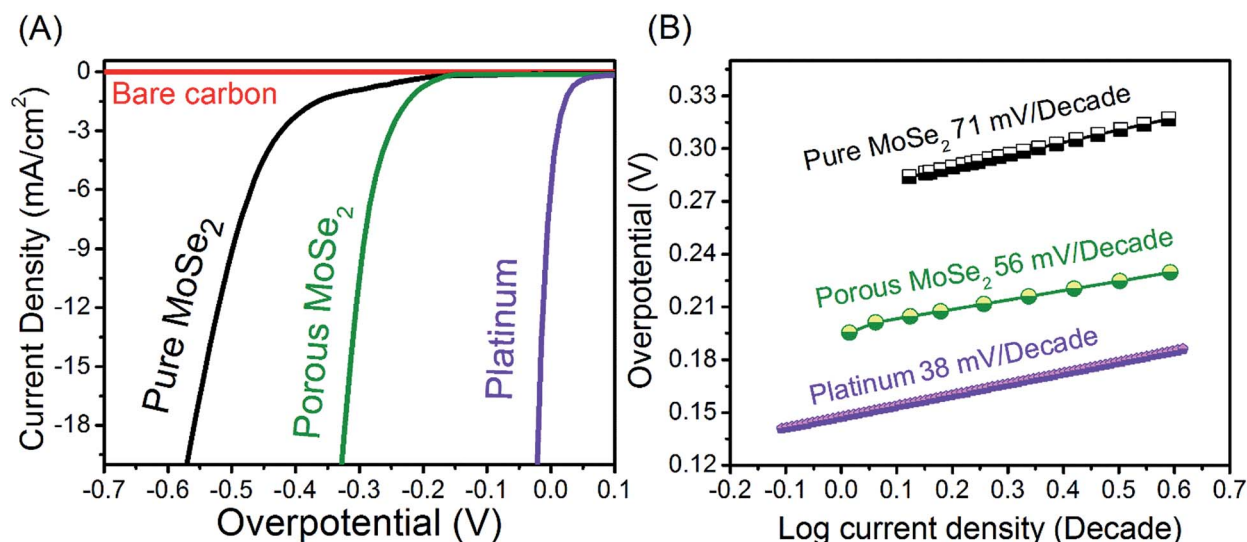 (A)
0
-3
-6
-9
-12
-15
-18
Current Density (mA/cm2)
Bare carbon
Pure MoSe2
Porous MoSe2
Platinum
-0.7 -0.6 -0.5 -0.4 -0.3 -0.2 -0.1 0.0 0.1
Overpotential (V)
(B)
0.33
0.30
0.27
0.24
0.21
0.18
0.15
0.12
Overpotential (V)
Pure MoSe2 71 mV/Decade
Porous MoSe2 56 mV/Decade
Platinum 38 mV/Decade
-0.2 -0.1 0.0 0.1 0.2 0.3 0.4 0.5 0.6 0.7
Log current density (Decade)